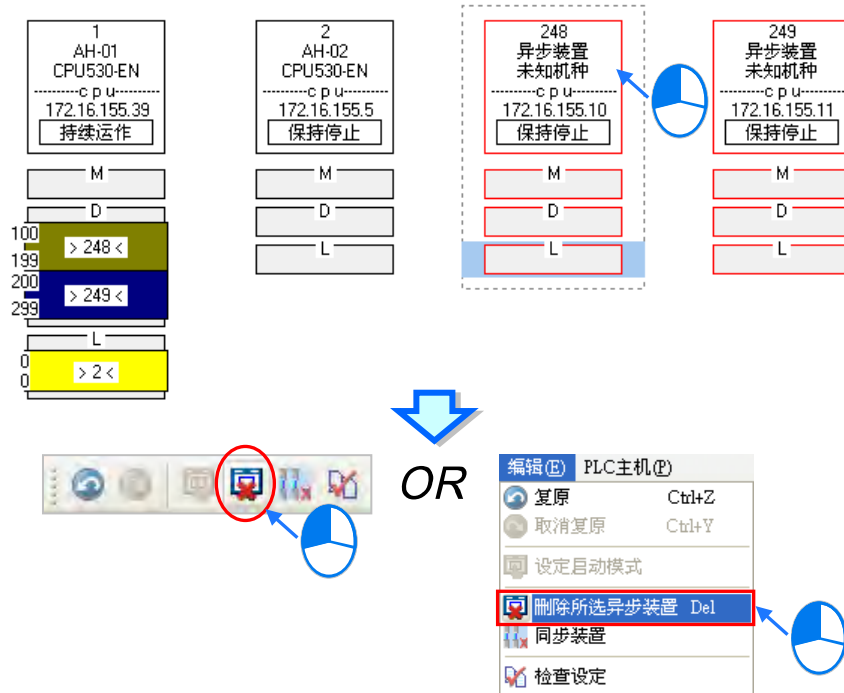 1
AH-01
CPU530-EN
-------c p u-------
172.16.155.39
持续运作
M
D
100
> 248 <
199
200
> 249 <
299
L
0
> 2 <
0
2
AH-02
CPU530-EN
-------c p u-------
172.16.155.5
保持停止
M
D
L
248
异步装置
未知机种
-------c p u-------
172.16.155.10
保持停止
M
D
L
249
异步装置
未知机种
-------c p u-------
172.16.155.11
保持停止
M
D
L
OR
编辑(E) PLC主机(P)
复原 Ctrl+Z
取消复原 Ctrl+Y
设定启动模式
删除所选异步装置 Del
同步装置
检查设定